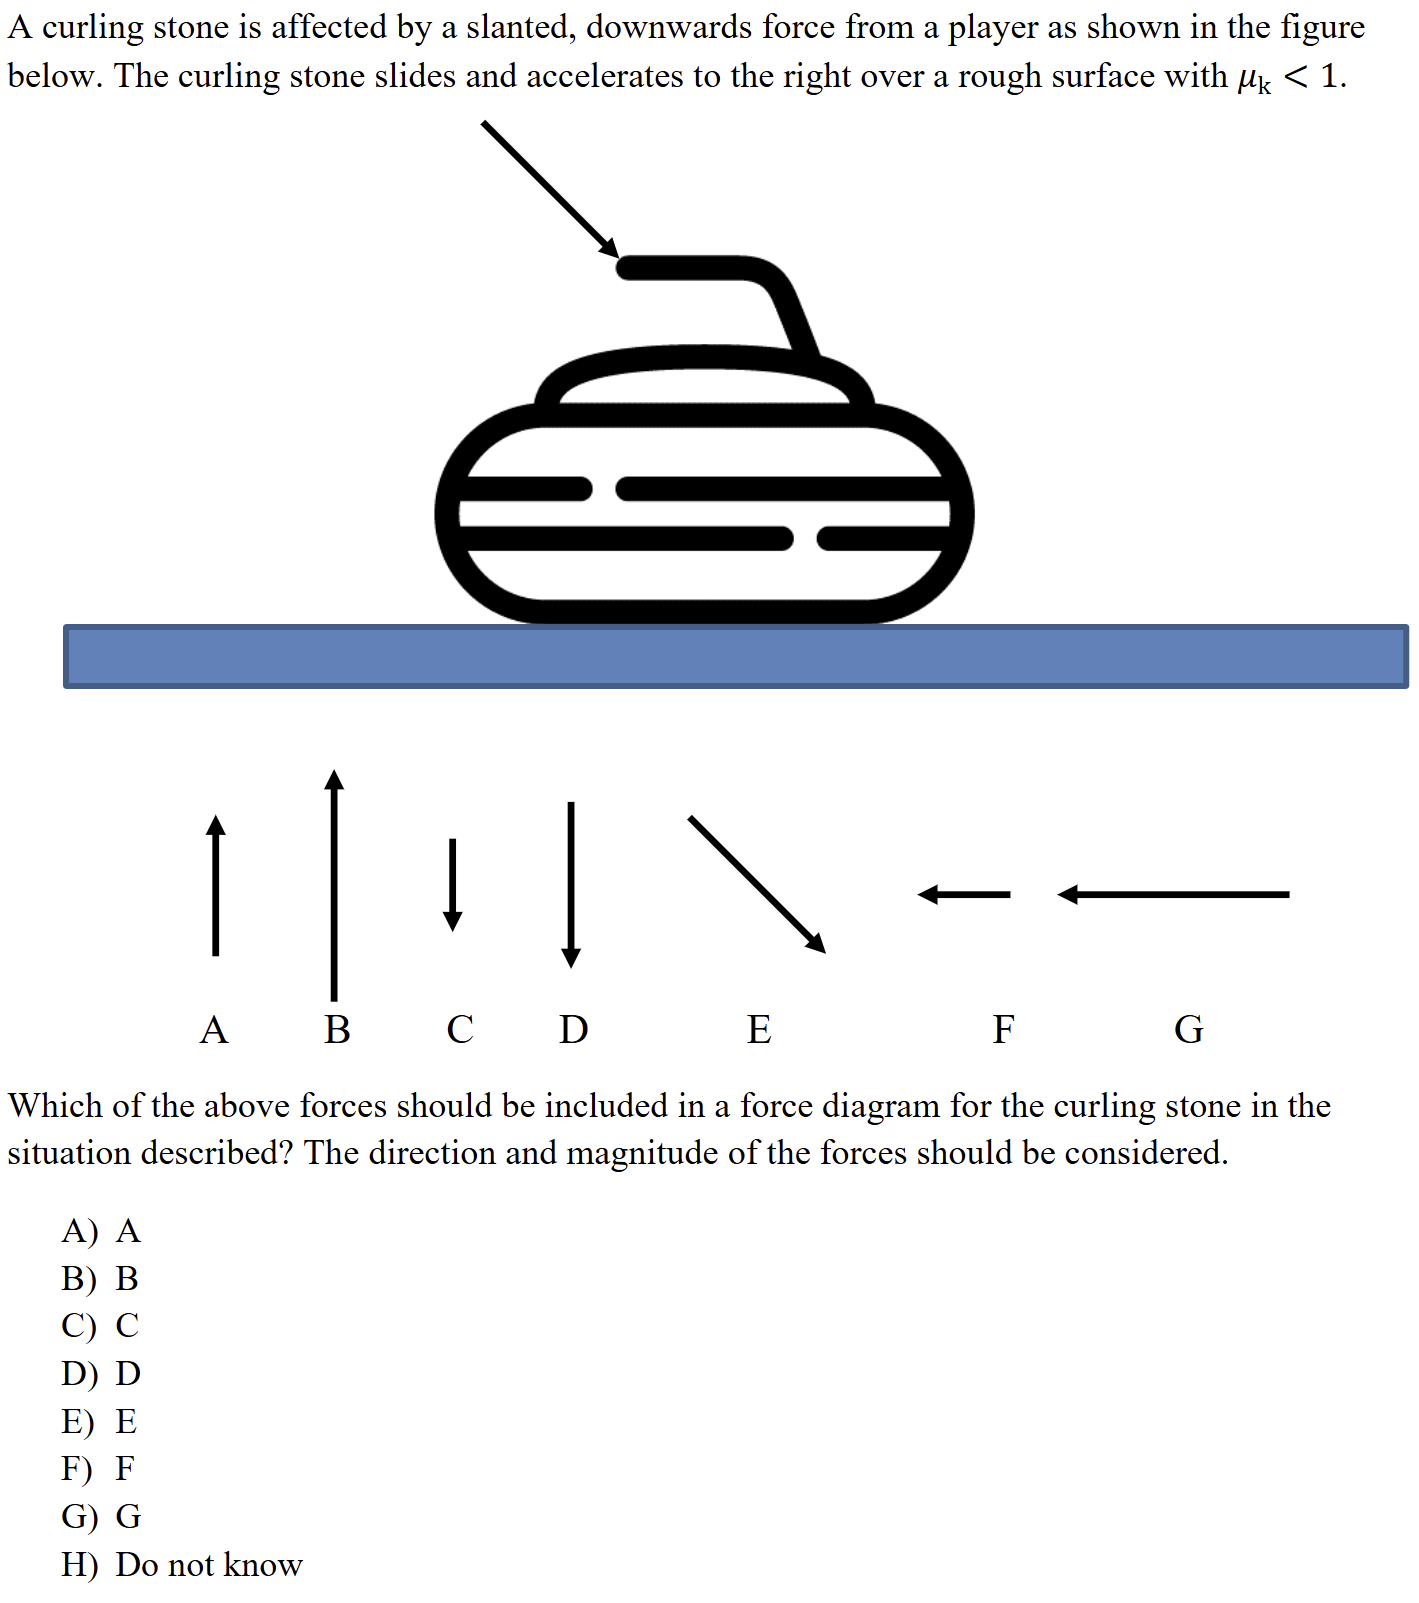 A curling stone is affected by a slanted, downwards force from a player as shown in the figure
below. The curling stone slides and accelerates to the right over a rough surface with μₖ < 1.
A B C D E F G
Which of the above forces should be included in a force diagram for the curling stone in the
situation described? The direction and magnitude of the forces should be considered.
A) A
B) B
C) C
D) D
E) E
F) F
G) G
H) Do not know